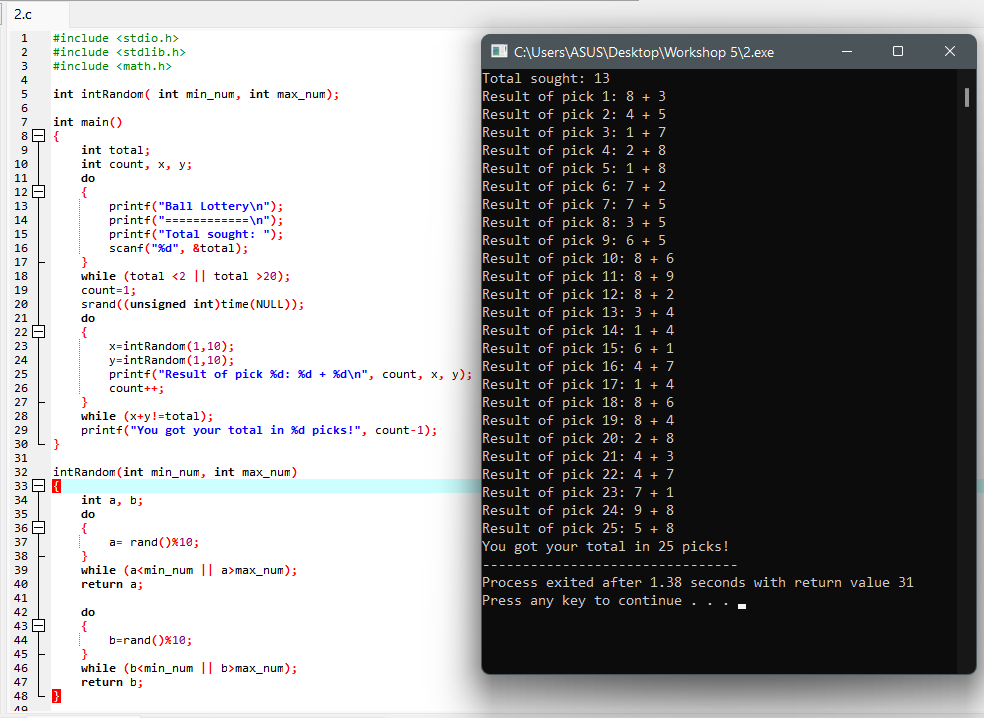 2.c
1 #include <stdio.h>
2 #include <stdlib.h>
3 #include <math.h>
4
5 int intRandom( int min_num, int max_num);
6
7 int main()
8 {
9 int total;
10 int count, x, y;
11 do
12 {
13 printf("Ball Lottery\n");
14 printf("============\n");
15 printf("Total sought: ");
16 scanf("%d", &total);
17 }
18 while (total <2 || total >20);
19 count=1;
20 srand((unsigned int)time(NULL));
21 do
22 {
23 x=intRandom(1,10);
24 y=intRandom(1,10);
25 printf("Result of pick %d: %d + %d\n", count, x, y);
26 count++;
27 }
28 while (x+y!=total);
29 printf("You got your total in %d picks!", count-1);
30 }
31
32 intRandom(int min_num, int max_num)
33 {
34 int a, b;
35 do
36 {
37 a= rand()%10;
38 }
39 while (a<min_num || a>max_num);
40 return a;
41
42 do
43 {
44 b=rand()%10;
45 }
46 while (b<min_num || b>max_num);
47 return b;
48 }
49
C:\Users\ASUS\Desktop\Workshop 5\2.exe
Total sought: 13
Result of pick 1: 8 + 3
Result of pick 2: 4 + 5
Result of pick 3: 1 + 7
Result of pick 4: 2 + 8
Result of pick 5: 1 + 8
Result of pick 6: 7 + 2
Result of pick 7: 7 + 5
Result of pick 8: 3 + 5
Result of pick 9: 6 + 5
Result of pick 10: 8 + 6
Result of pick 11: 8 + 9
Result of pick 12: 8 + 2
Result of pick 13: 3 + 4
Result of pick 14: 1 + 4
Result of pick 15: 6 + 1
Result of pick 16: 4 + 7
Result of pick 17: 1 + 4
Result of pick 18: 8 + 6
Result of pick 19: 8 + 4
Result of pick 20: 2 + 8
Result of pick 21: 4 + 3
Result of pick 22: 4 + 7
Result of pick 23: 7 + 1
Result of pick 24: 9 + 8
Result of pick 25: 5 + 8
You got your total in 25 picks!
--------------------------------
Process exited after 1.38 seconds with return value 31
Press any key to continue . . .